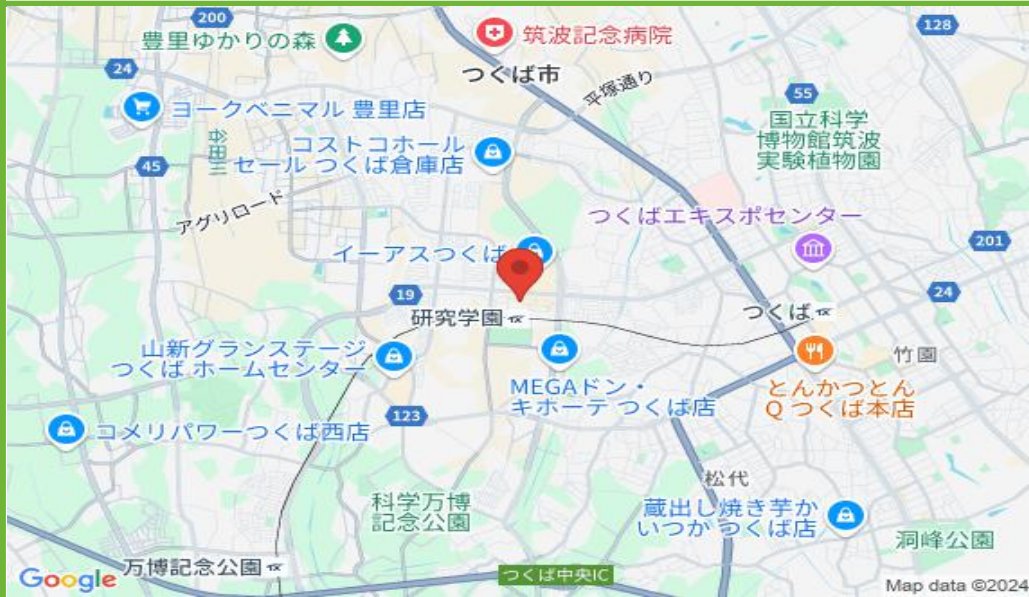 200
豊里ゆかりの森
筑波記念病院
128
24
つくば市
平塚通り
55
ヨークベニマル 豊里店
国立科学
博物館筑波
実験植物園
谷田川
コストコホール
セール つくば倉庫店
45
アグリロード
つくばエキスポセンター
イーアスつくば
201
19
24
研究学園
つくば
山新グランステージ
つくば ホームセンター
竹園
MEGAドン・
キホーテ つくば店
とんかつとん
Q つくば本店
123
コメリパワーつくば西店
松代
科学万博
記念公園
蔵出し焼き芋か
いつか つくば店
洞峰公園
万博記念公園
つくば中央IC
Google
Map data ©2024